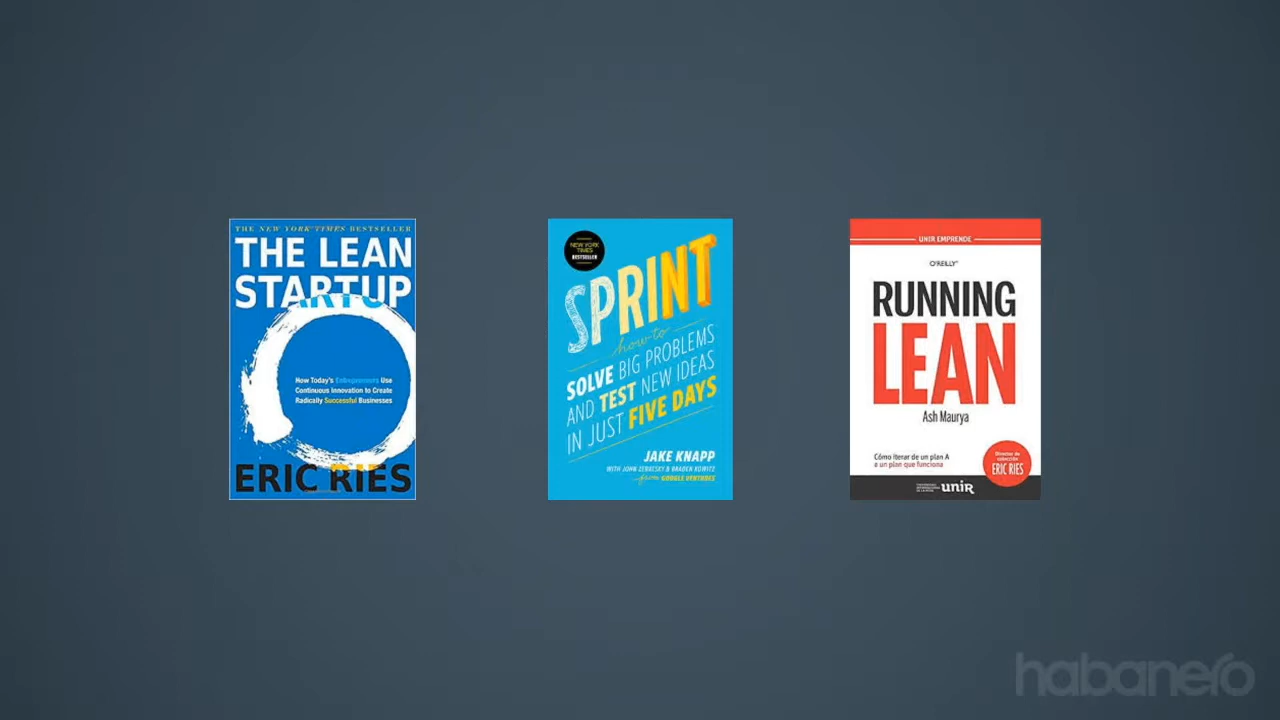 THE NEW YORK TIMES BESTSELLER
THE LEAN
STARTUP
How Today's Entrepreneurs Use
Continuous Innovation to Create
Radically Successful Businesses
ERIC RIES
NEW YORK
TIMES
BESTSELLER
SPRINT
how to
SOLVE BIG PROBLEMS
AND TEST NEW IDEAS
IN JUST FIVE DAYS
JAKE KNAPP
WITH JOHN ZERATSKY & BRADEN KOWITZ
from GOOGLE VENTURES
UNIR EMPRENDE
O'REILLY
RUNNING
LEAN
Ash Maurya
Cómo iterar de un plan A
a un plan que funciona
Director de
colección
ERIC RIES
unir
habanero